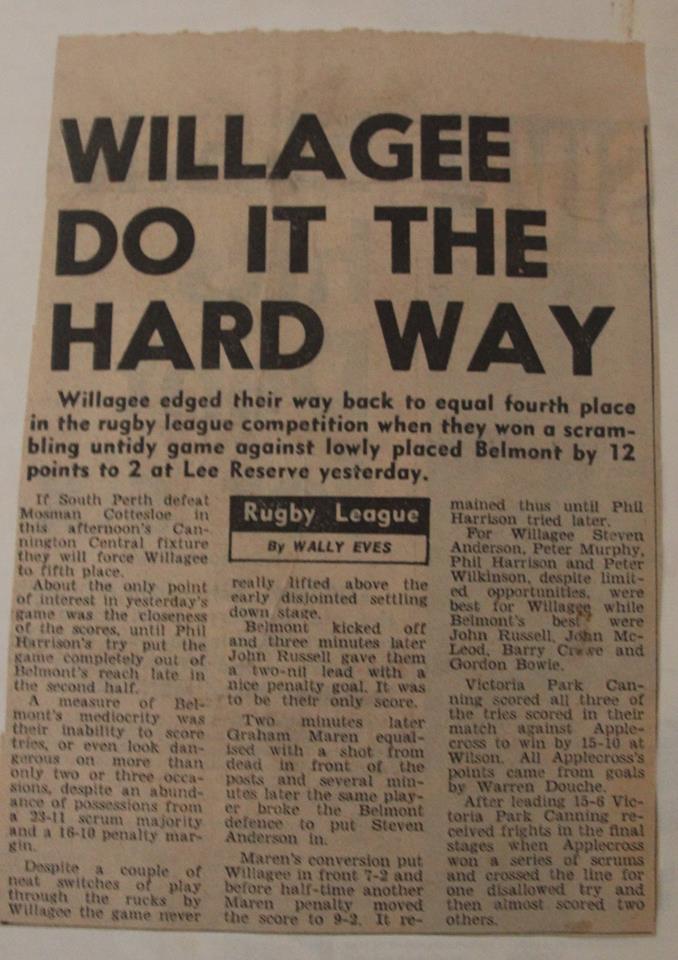 WILLAGEE
DO IT THE
HARD WAY
Willagee edged their way back to equal fourth place
in the rugby league competition when they won a scram-
bling untidy game against lowly placed Belmont by 12
points to 2 at Lee Reserve yesterday.
If South Perth defeat
Mosman Cottesloe in
this afternoon's Can-
nington Central fixture
they will force Willagee
to fifth place.
About the only point
of interest in yesterday's
game was the closeness
of the scores, until Phil
Harrison's try put the
game completely out of
Belmont's reach late in
the second half.
A measure of Bel-
mont's mediocrity was
their inability to score
tries, or even look dan-
gerous on more than
only two or three occa-
sions, despite an abund-
ance of possessions from
a 23-11 scrum majority
and a 16-10 penalty mar-
gin.
Despite a couple of
neat switches of play
through the rucks by
Willagee the game never
Rugby League
By WALLY EVES
really lifted above the
early disjointed settling
down stage.
Belmont kicked off
and three minutes later
John Russell gave them
a two-nil lead with a
nice penalty goal. It was
to be their only score.
Two minutes later
Graham Maren equal-
ised with a shot from
dead in front of the
posts and several min-
utes later the same play-
er broke the Belmont
defence to put Steven
Anderson in.
Maren's conversion put
Willagee in front 7-2 and
before half-time another
Maren penalty moved
the score to 9-2. It re-
mained thus until Phil
Harrison tried later.
For Willagee Steven
Anderson, Peter Murphy,
Phil Harrison and Peter
Wilkinson, despite limit-
ed opportunities, were
best for Willagee while
Belmont's best were
John Russell, John Mc-
Leod, Barry and
Gordon Bowie.
Victoria Park Can-
ning scored all three of
the tries scored in their
match against Apple-
cross to win by 15-10 at
Wilson. All Applecross's
points came from goals
by Warren Douche.
After leading 15-6 Vic-
toria Park Canning re-
ceived frights in the final
stages when Applecross
won a series of scrums
and crossed the line for
one disallowed try and
then almost scored two
others.